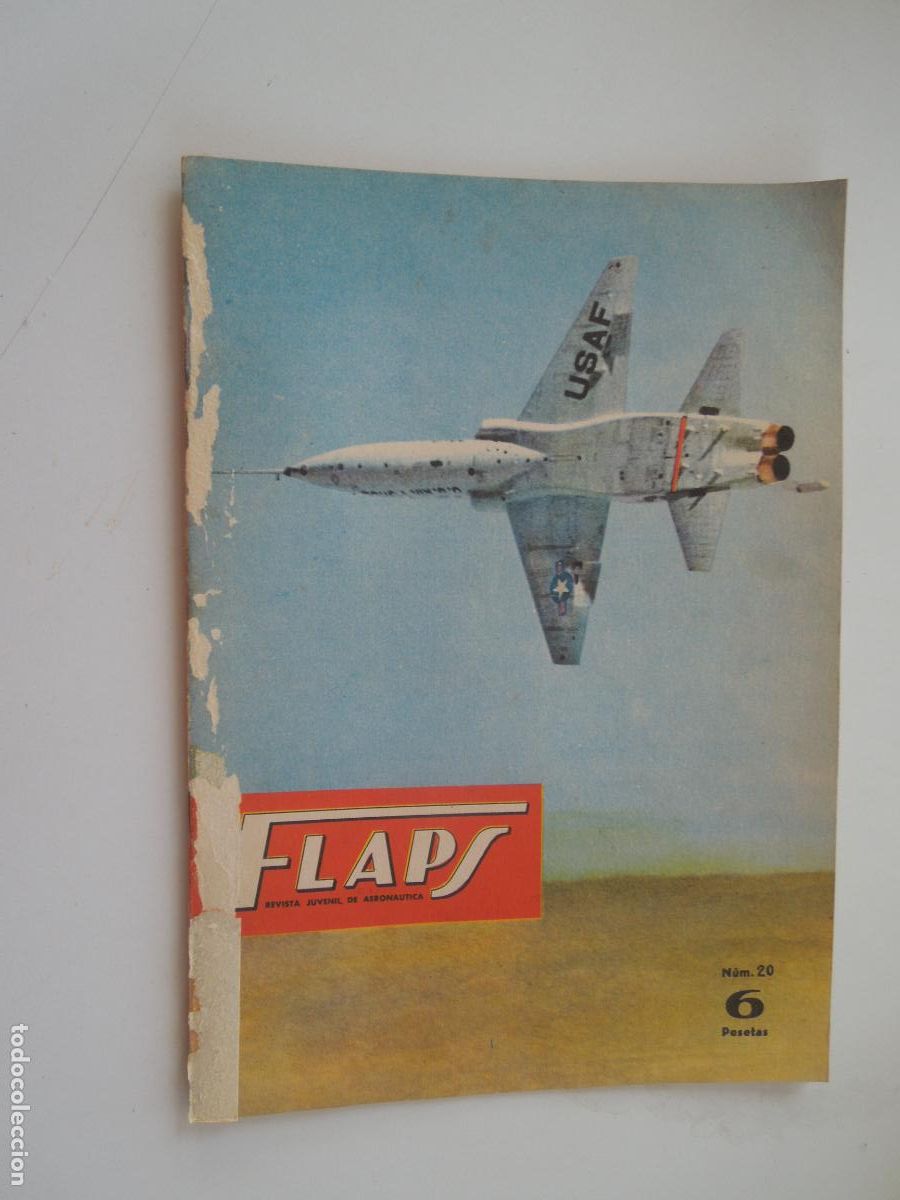 USAF
FLAPS
REVISTA JUVENIL DE AERONAUTICA
Núm. 20
6
Pesetas
todocoleccion